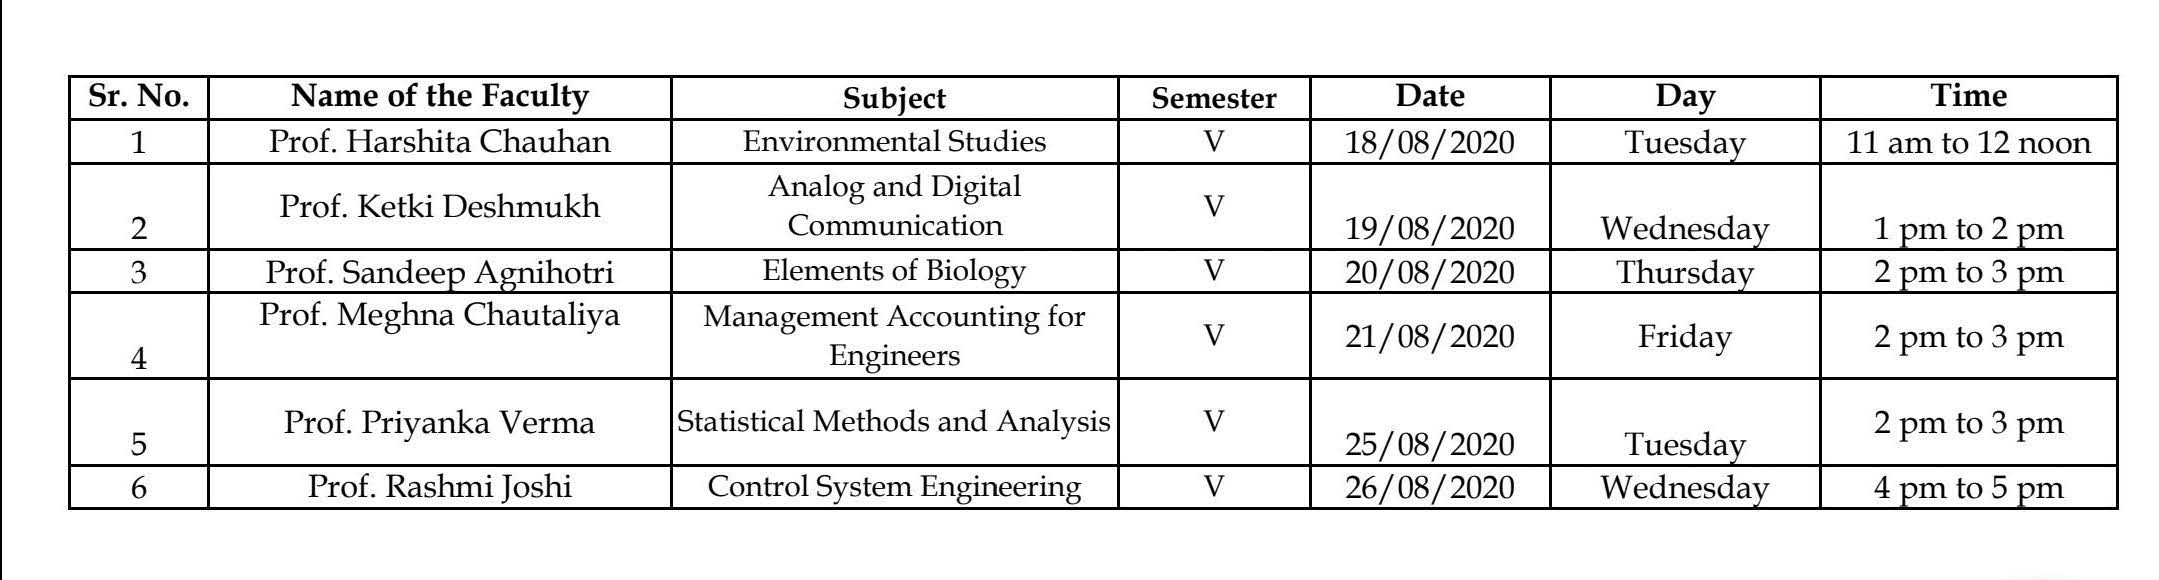 Sr. No. Name of the Faculty Subject Semester Date Day Time
1 Prof. Harshita Chauhan Environmental Studies V 18/08/2020 Tuesday 11 am to 12 noon
2 Prof. Ketki Deshmukh Analog and Digital
Communication V 19/08/2020 Wednesday 1 pm to 2 pm
3 Prof. Sandeep Agnihotri Elements of Biology V 20/08/2020 Thursday 2 pm to 3 pm
4 Prof. Meghna Chautaliya Management Accounting for
Engineers V 21/08/2020 Friday 2 pm to 3 pm
5 Prof. Priyanka Verma Statistical Methods and Analysis V 25/08/2020 Tuesday 2 pm to 3 pm
6 Prof. Rashmi Joshi Control System Engineering V 26/08/2020 Wednesday 4 pm to 5 pm